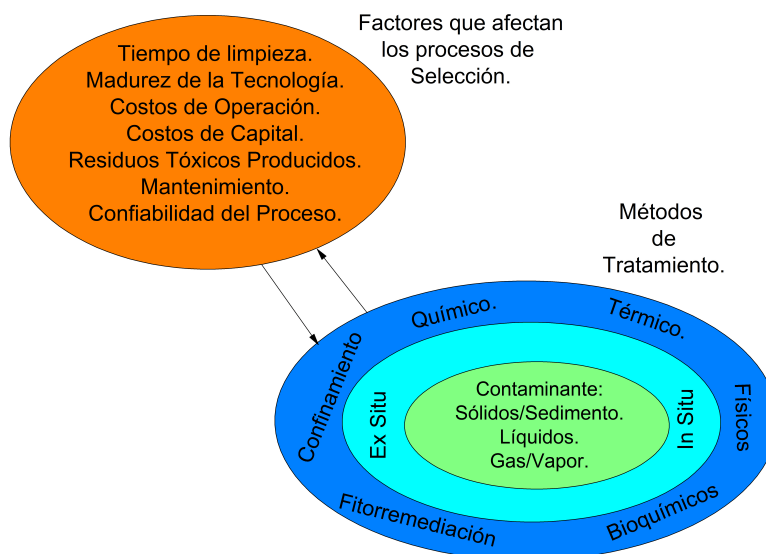 Factores que afectan
los procesos de
Selección.
Tiempo de limpieza.
Madurez de la Tecnología.
Costos de Operación.
Costos de Capital.
Residuos Tóxicos Producidos.
Mantenimiento.
Confiabilidad del Proceso.
Métodos
de
Tratamiento.
Químico.
Térmico.
Confinamiento
Físicos
Ex Situ
In Situ
Contaminante:
Sólidos/Sedimento.
Líquidos.
Gas/Vapor.
Fitorremediación
Bioquímicos